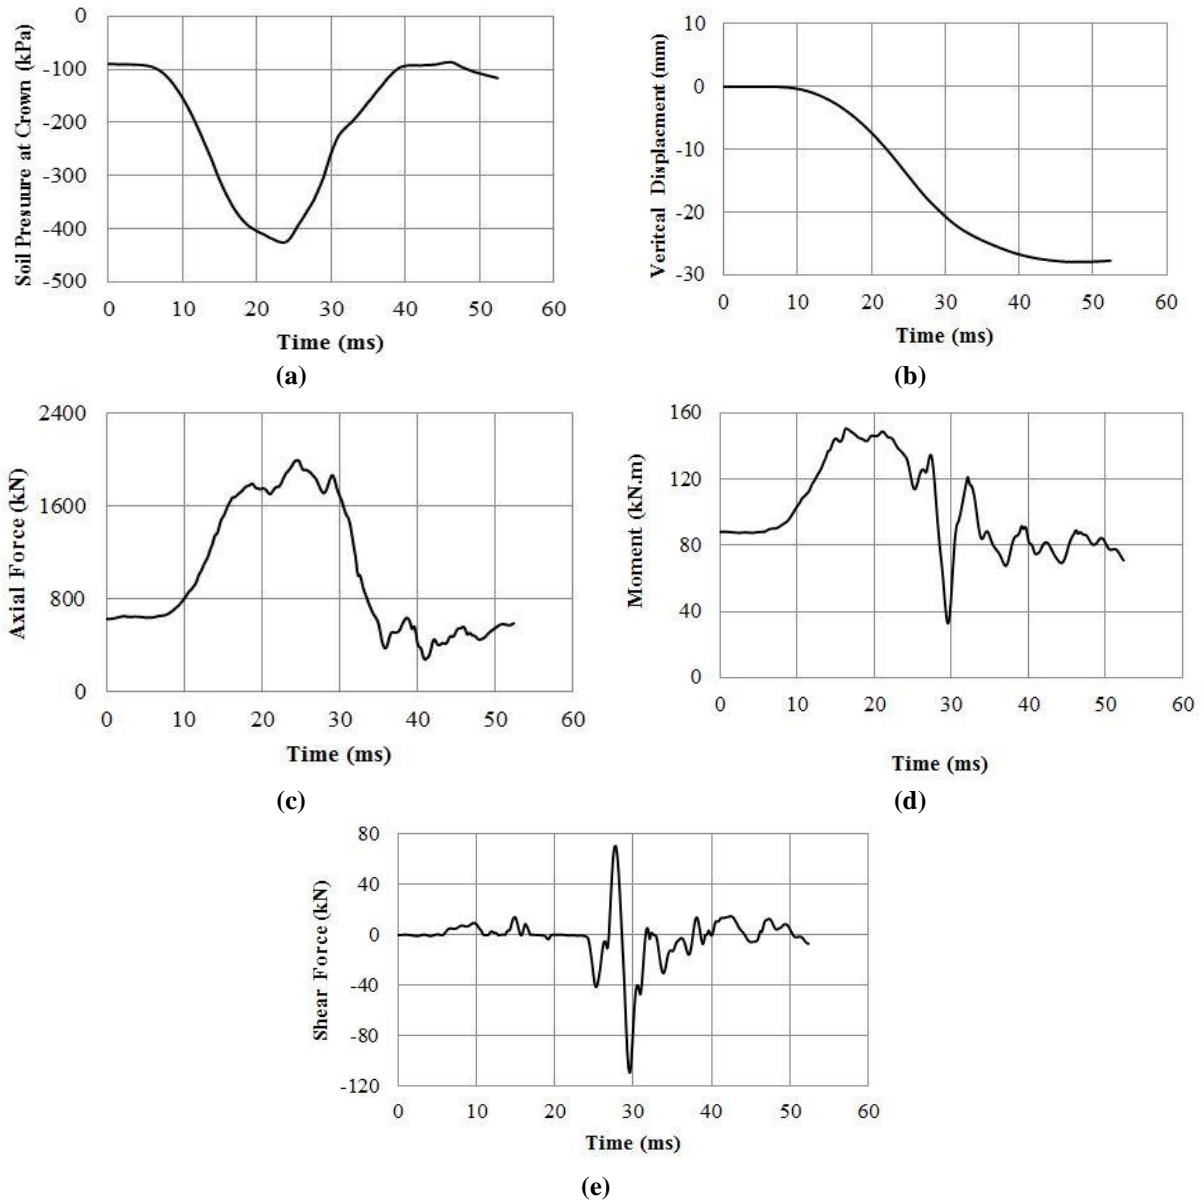 0
-100
-200
-300
-400
-500
Soil Presuure at Crown (kPa)
0 10 20 30 40 50 60
Time (ms)
(a)
10
0
-10
-20
-30
Veritcal Displacment (mm)
0 10 20 30 40 50 60
Time (ms)
(b)
2400
1600
800
0
Axial Force (kN)
0 10 20 30 40 50 60
Time (ms)
(c)
160
120
80
40
0
Moment (kN.m)
0 10 20 30 40 50 60
Time (ms)
(d)
80
40
0
-40
-80
-120
Shear Force (kN)
0 10 20 30 40 50 60
Time (ms)
(e)